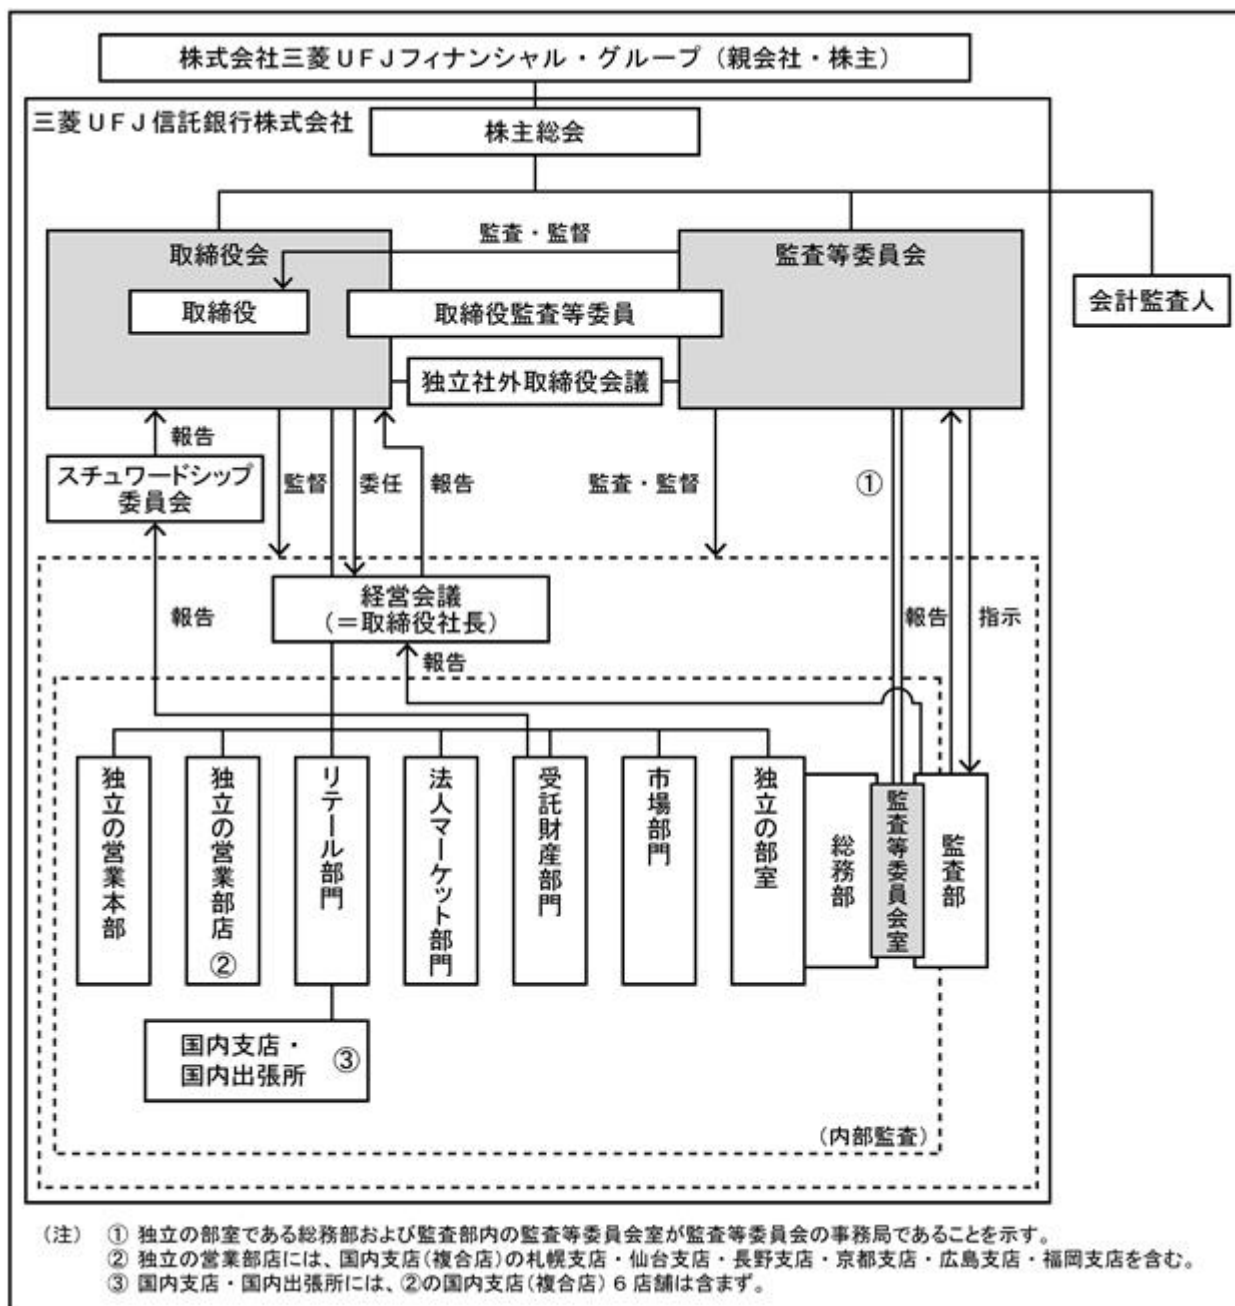 株式会社三菱UFJフィナンシャル・グループ（親会社・株主）
三菱UFJ信託銀行株式会社
株主総会
取締役会
監査・監督
監査等委員会
取締役
取締役監査等委員
会計監査人
独立社外取締役会議
報告
スチュワードシップ
委員会
監督
委任
報告
監査・監督
①
経営会議
（＝取締役社長）
報告
報告
指示
報告
独立の営業本部
独立の営業部店
②
リテール部門
法人マーケット部門
受託財産部門
市場部門
独立の部室
総務部
監査等委員会室
監査部
国内支店・
国内出張所
③
（内部監査）
（注） ① 独立の部室である総務部および監査部内の監査等委員会室が監査等委員会の事務局であることを示す。
② 独立の営業部店には、国内支店（複合店）の札幌支店・仙台支店・長野支店・京都支店・広島支店・福岡支店を含む。
③ 国内支店・国内出張所には、②の国内支店（複合店）6店舗は含まず。